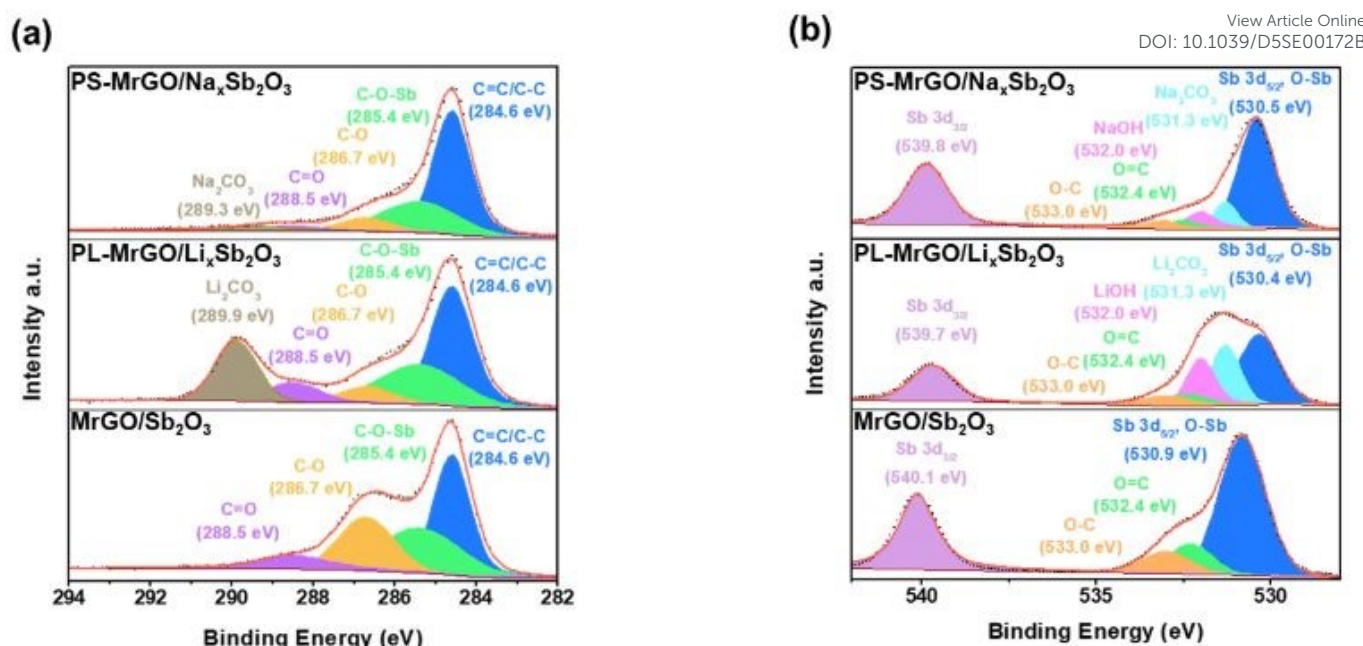 View Article Online
DOI: 10.1039/D5SE00172B
(a)
PS-MrGO/NaₓSb₂O₃
C=C/C-C
(284.6 eV)
C-O-Sb
(285.4 eV)
C-O
(286.7 eV)
C=O
(288.5 eV)
Na₂CO₃
(289.3 eV)
PL-MrGO/LiₓSb₂O₃
C=C/C-C
(284.6 eV)
C-O-Sb
(285.4 eV)
C-O
(286.7 eV)
C=O
(288.5 eV)
Li₂CO₃
(289.9 eV)
MrGO/Sb₂O₃
C=C/C-C
(284.6 eV)
C-O-Sb
(285.4 eV)
C-O
(286.7 eV)
C=O
(288.5 eV)
Intensity a.u.
294 292 290 288 286 284 282
Binding Energy (eV)
(b)
PS-MrGO/NaₓSb₂O₃
Sb 3d₃/₂
(539.8 eV)
O-C
(533.0 eV)
O=C
(532.4 eV)
NaOH
(532.0 eV)
Na₂CO₃
(531.3 eV)
Sb 3d₅/₂, O-Sb
(530.5 eV)
PL-MrGO/LiₓSb₂O₃
Sb 3d₃/₂
(539.7 eV)
O-C
(533.0 eV)
O=C
(532.4 eV)
LiOH
(532.0 eV)
Li₂CO₃
(531.3 eV)
Sb 3d₅/₂, O-Sb
(530.4 eV)
MrGO/Sb₂O₃
Sb 3d₃/₂
(540.1 eV)
O-C
(533.0 eV)
O=C
(532.4 eV)
Sb 3d₅/₂, O-Sb
(530.9 eV)
Intensity a.u.
540 535 530
Binding Energy (eV)